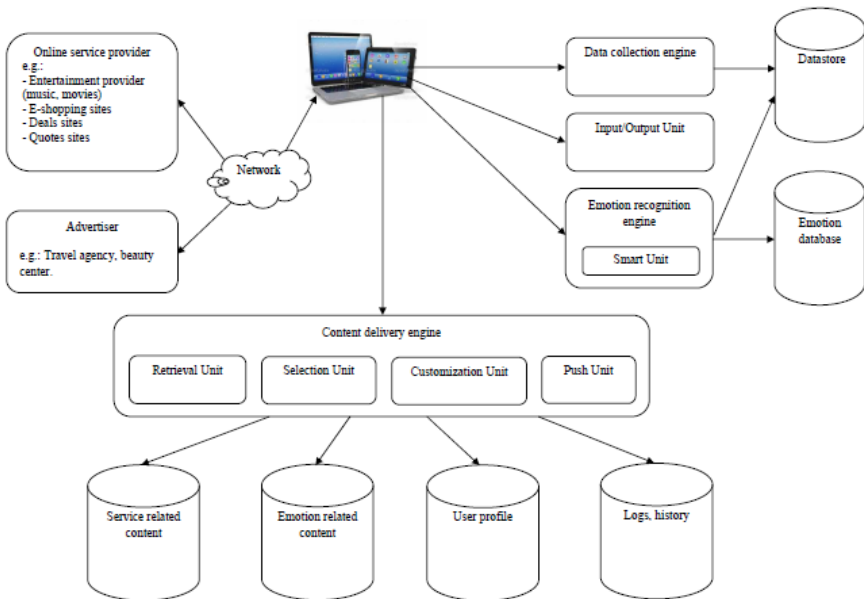 Online service provider
e.g.:
- Entertainment provider
(music, movies)
- E-shopping sites
- Deals sites
- Quotes sites
Data collection engine
Datastore
Input/Output Unit
Network
Emotion recognition
engine
Smart Unit
Emotion
database
Advertiser
e.g.: Travel agency, beauty
center.
Content delivery engine
Retrieval Unit
Selection Unit
Customization Unit
Push Unit
Service related
content
Emotion related
content
User profile
Logs, history